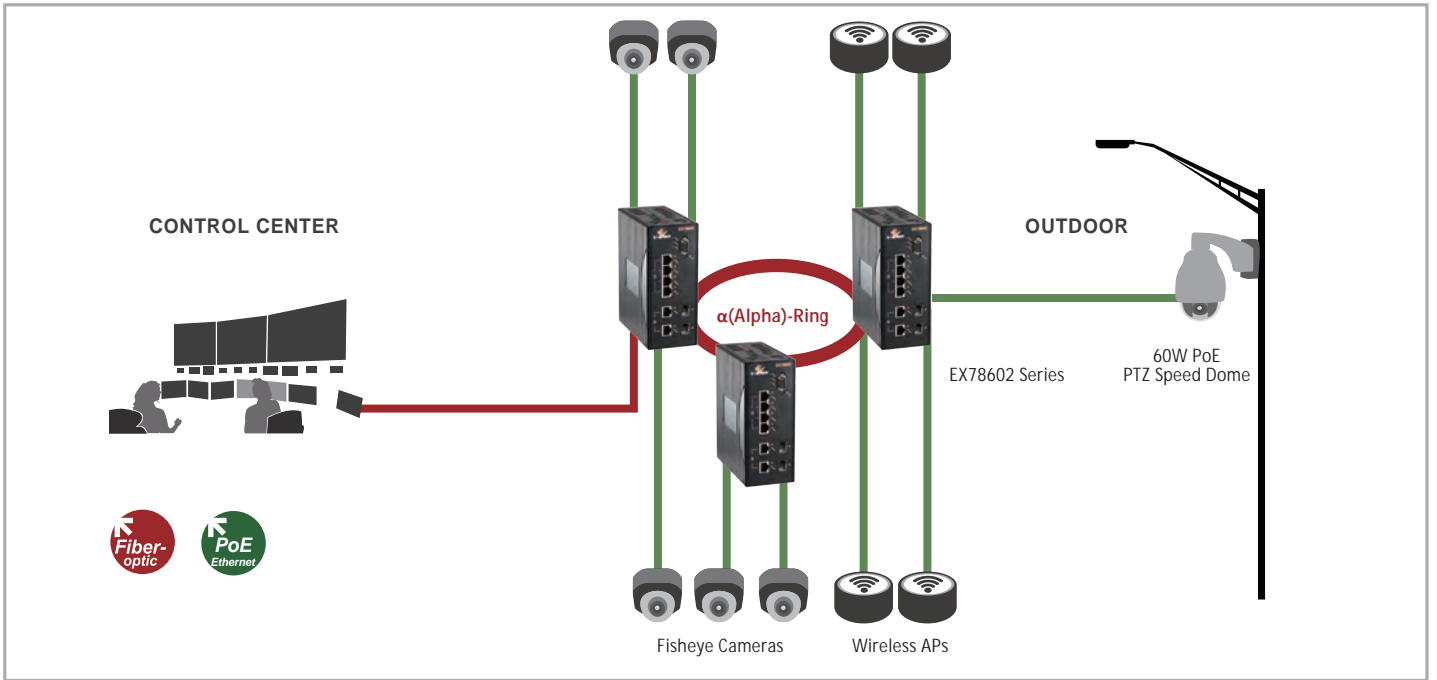 CONTROL CENTER
OUTDOOR
α(Alpha)-Ring
EX78602 Series
60W PoE
PTZ Speed Dome
Fiber-
optic
PoE
Ethernet
Fisheye Cameras
Wireless APs